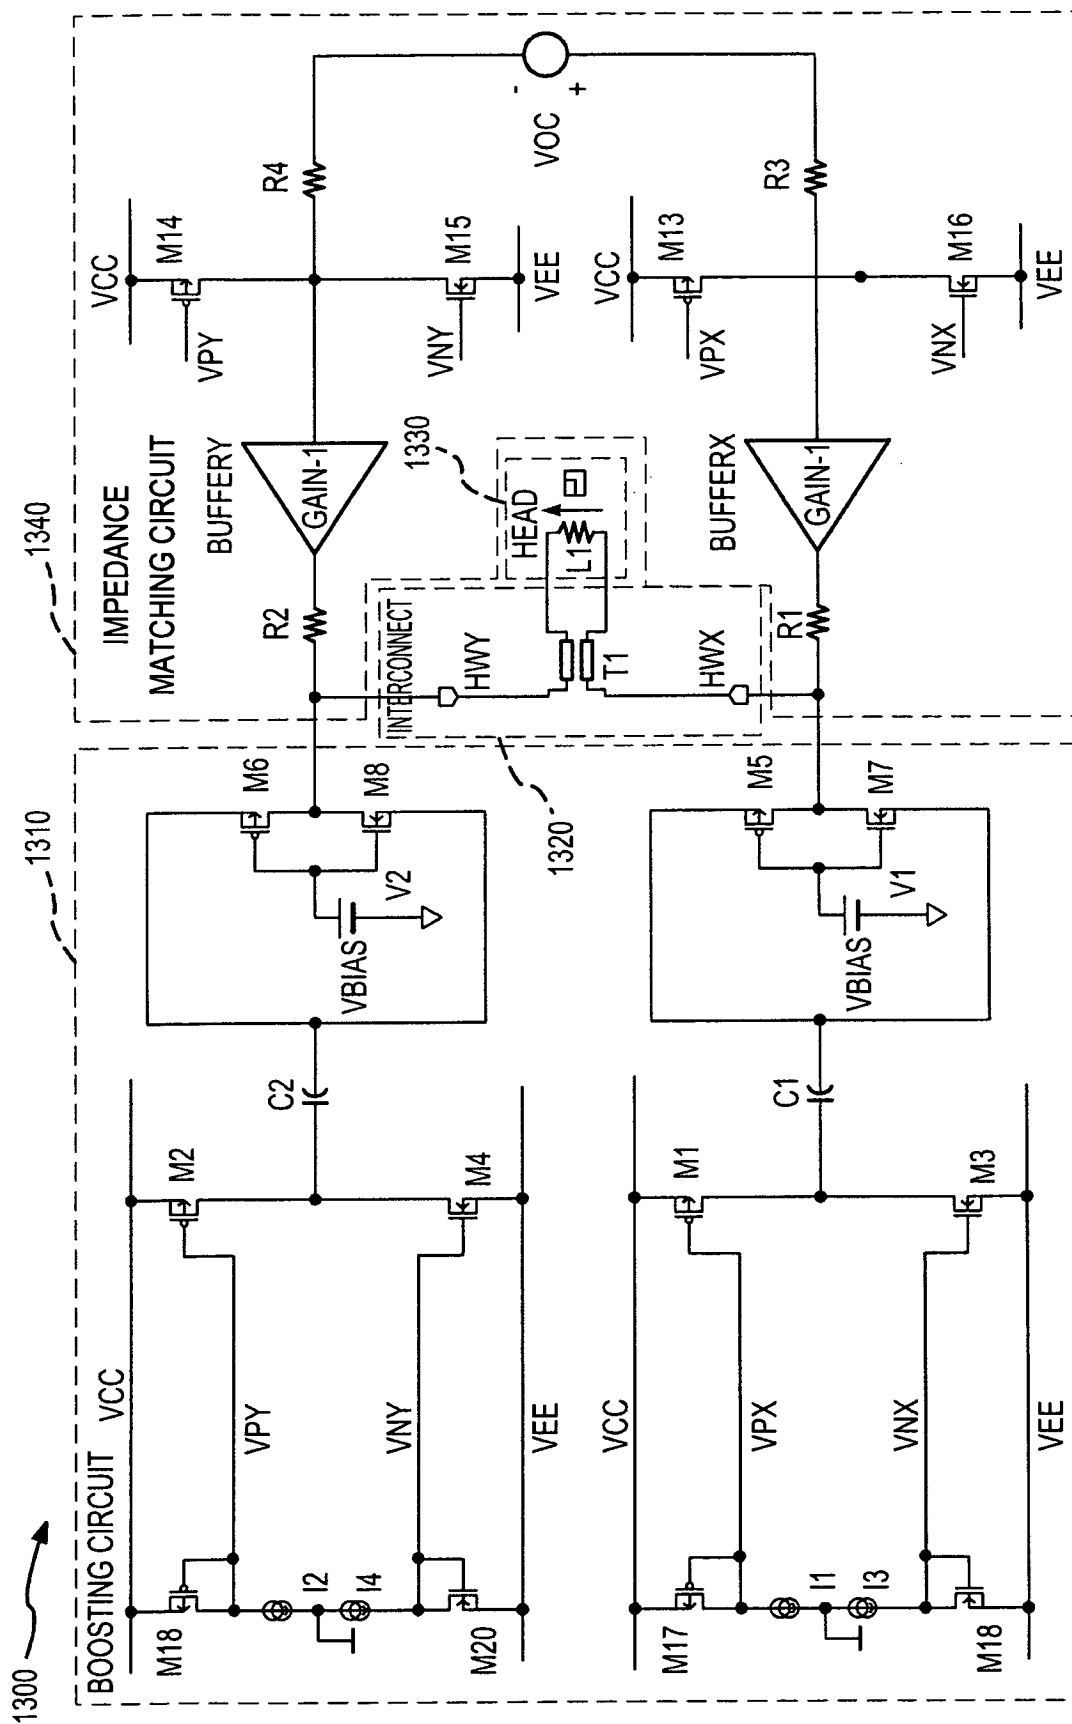 1300
1310
1340
BOOSTING CIRCUIT
IMPEDANCE
MATCHING CIRCUIT
VCC
M18
VPY
I2
I4
VNY
M20
VEE
M2
M4
C2
M6
M8
VBIAS
V2
R2
BUFFERY
GAIN-1
VCC
M14
VPY
VNY
M15
VEE
R4
-
+
VOC
1320
INTERCONNECT
HWY
HWX
T1
1330
HEAD
L1
VCC
M17
VPX
I1
I3
VNX
M18
VEE
M1
M3
C1
M5
M7
VBIAS
V1
R1
BUFFERX
GAIN-1
VCC
M13
VPX
VNX
M16
VEE
R3